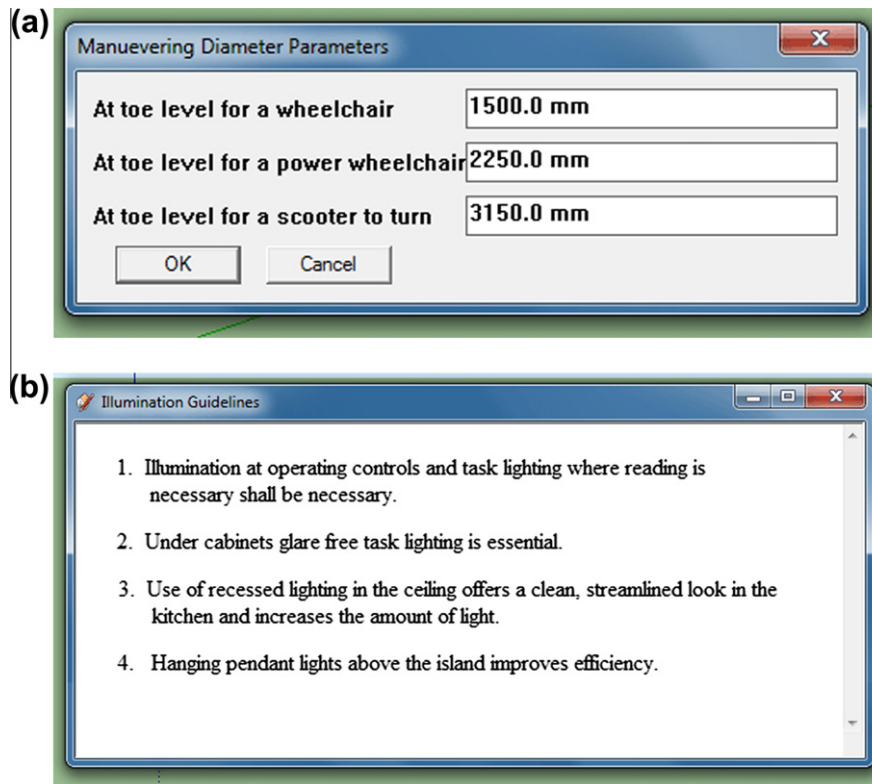 (a)
Manuevering Diameter Parameters
At toe level for a wheelchair 1500.0 mm
At toe level for a power wheelchair 2250.0 mm
At toe level for a scooter to turn 3150.0 mm
OK Cancel
(b)
Illumination Guidelines
1. Illumination at operating controls and task lighting where reading is
necessary shall be necessary.
2. Under cabinets glare free task lighting is essential.
3. Use of recessed lighting in the ceiling offers a clean, streamlined look in the
kitchen and increases the amount of light.
4. Hanging pendant lights above the island improves efficiency.